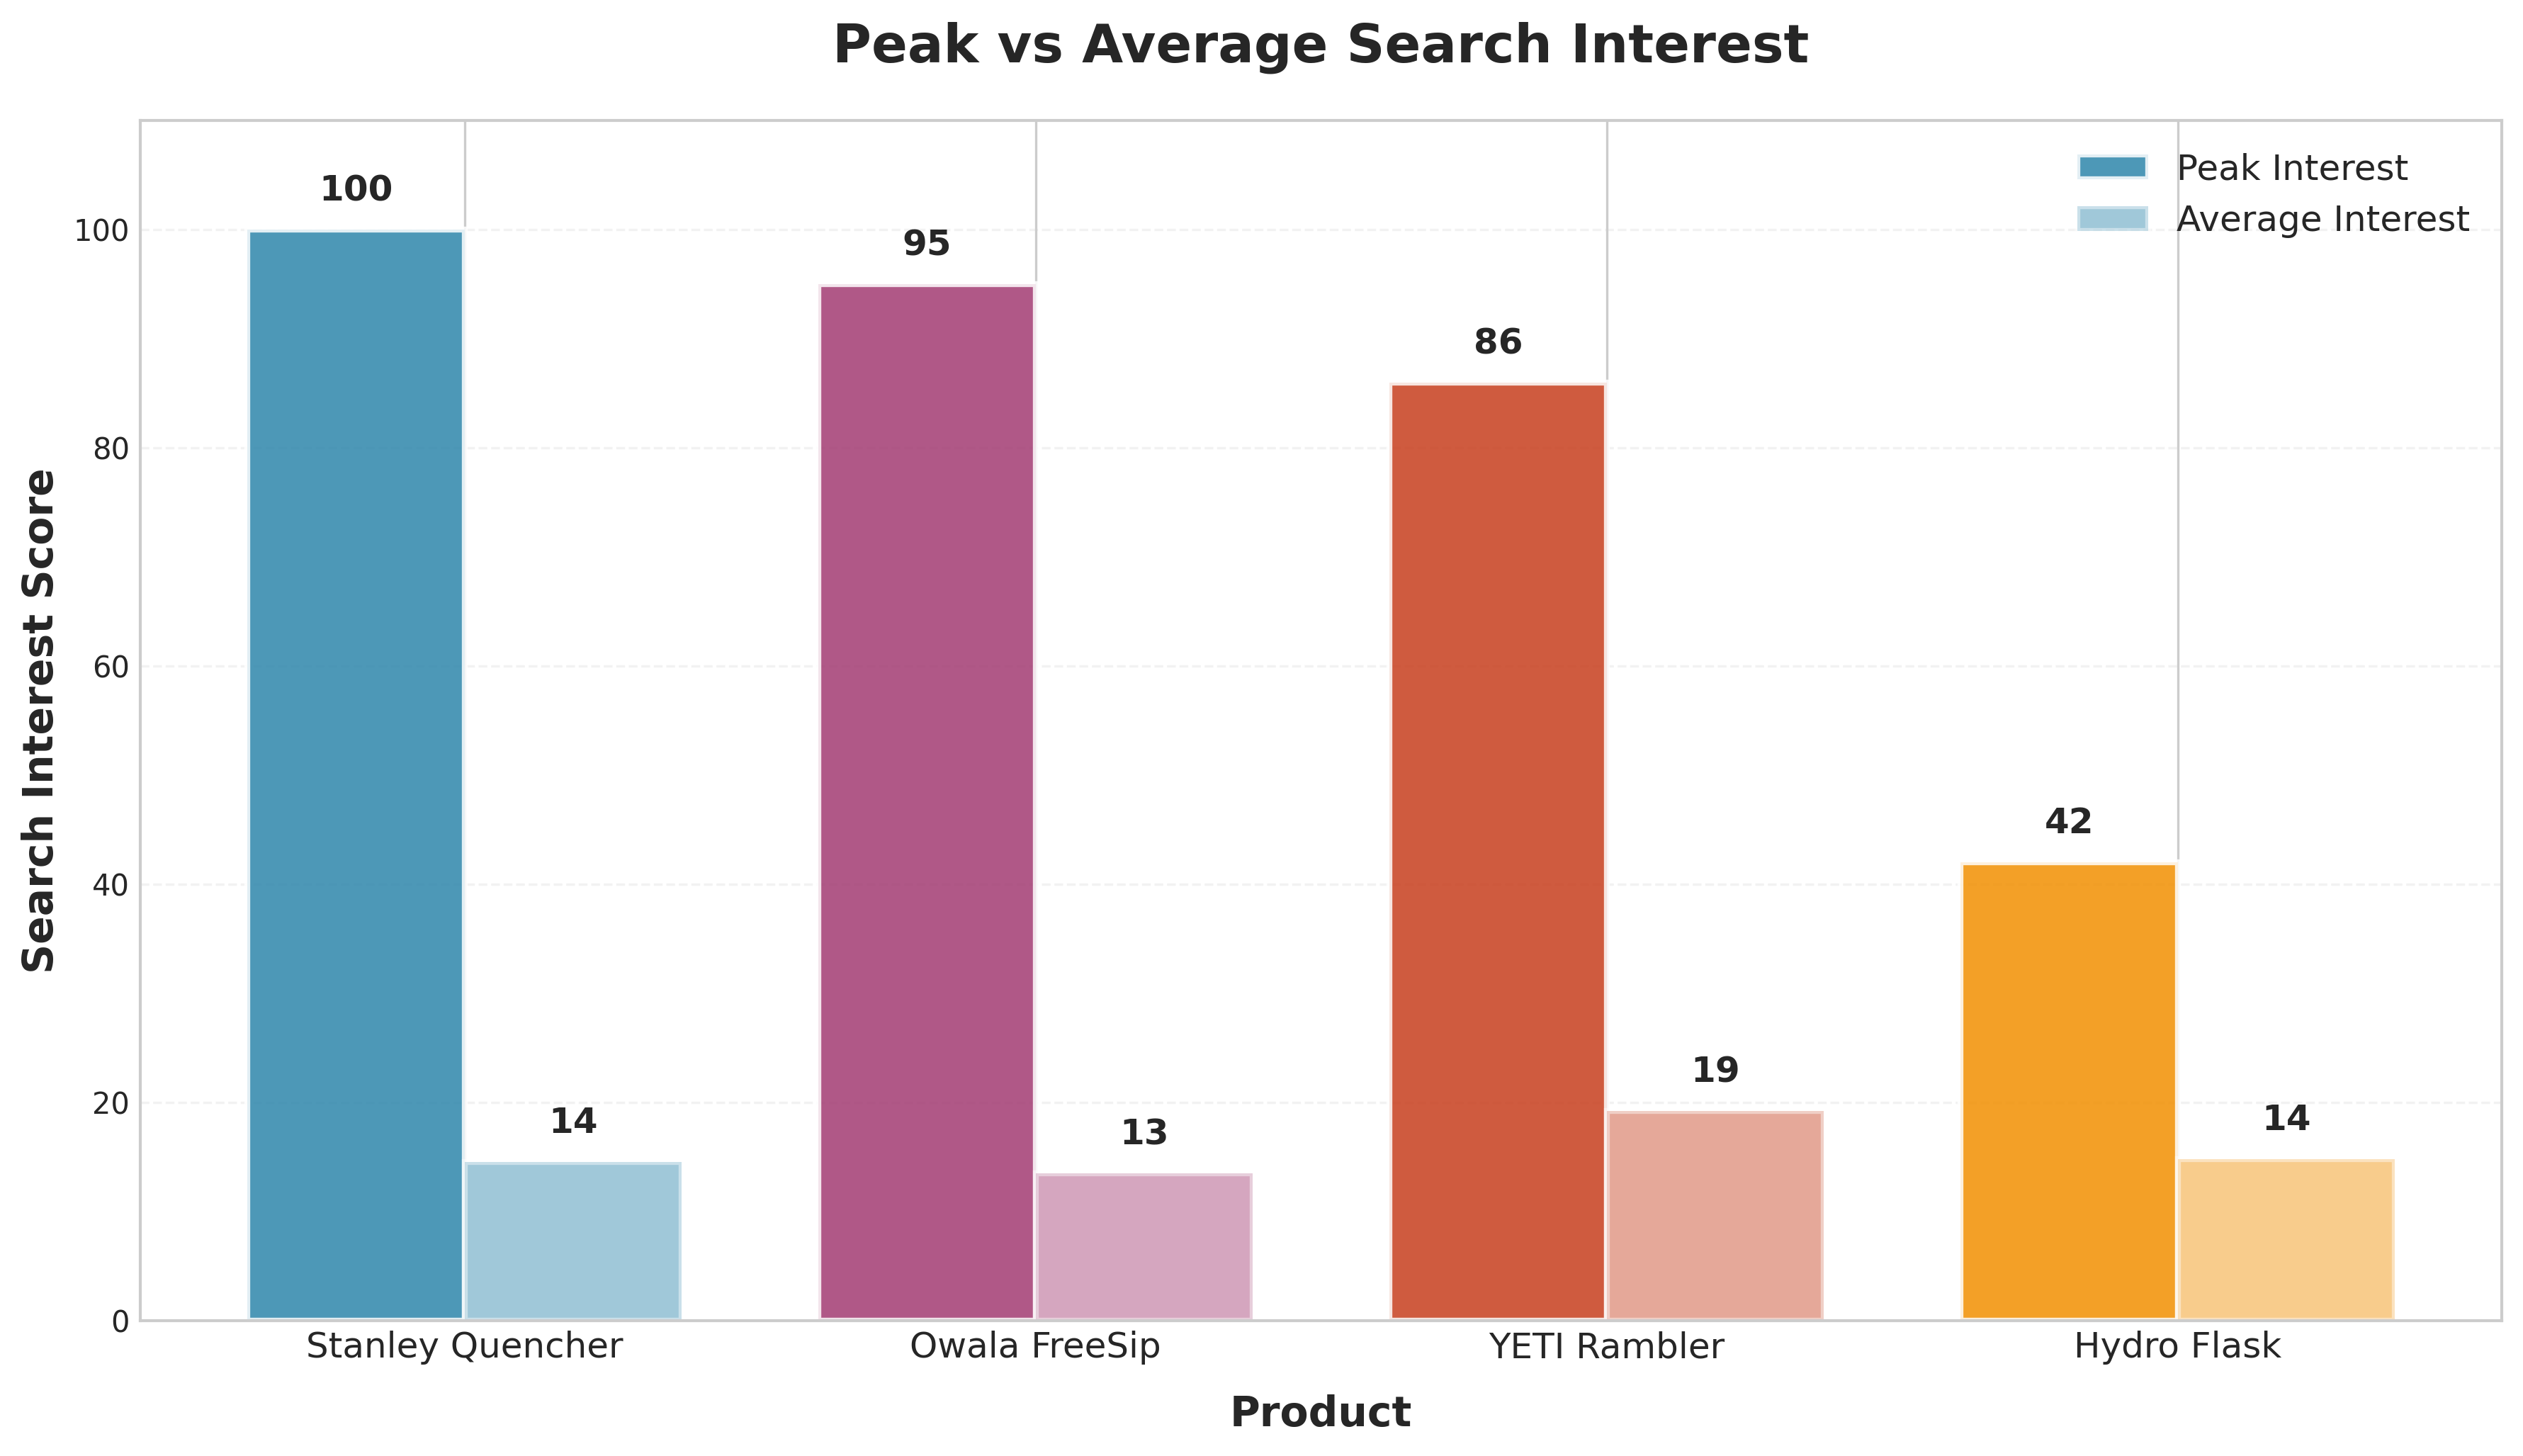 Peak vs Average Search Interest
Peak Interest
Average Interest
Search Interest Score
100
80
60
40
20
0
100
14
95
13
86
19
42
14
Stanley Quencher
Owala FreeSip
YETI Rambler
Hydro Flask
Product